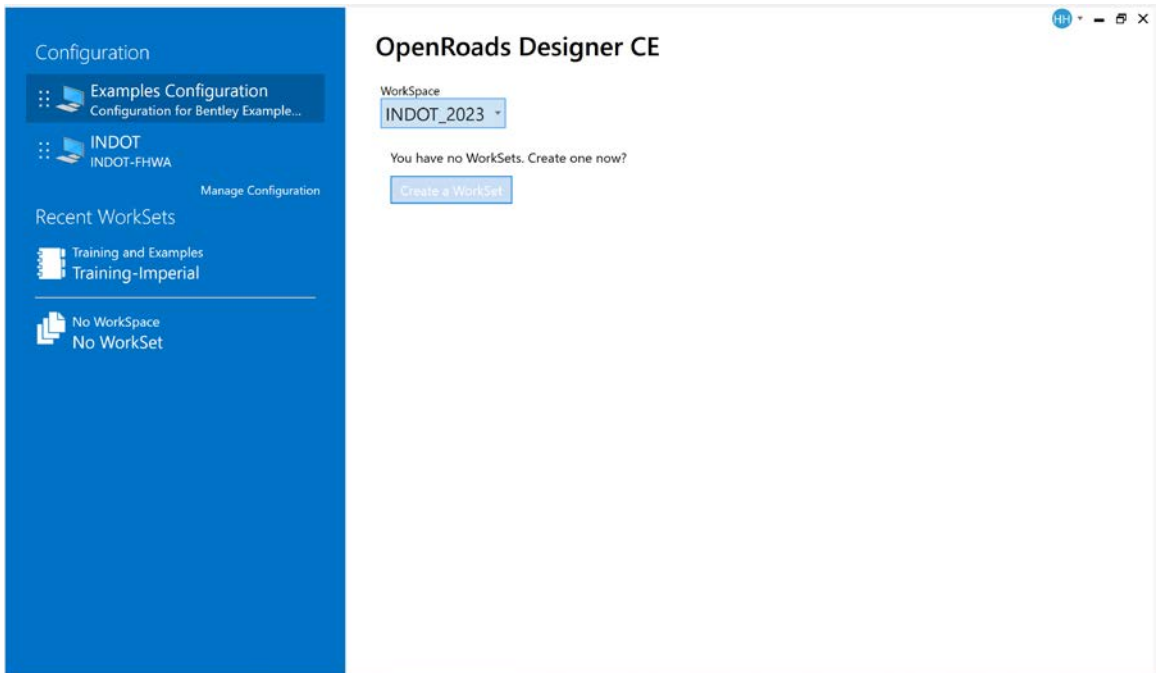 HH
Configuration
Examples Configuration
Configuration for Bentley Example...
INDOT
INDOT-FHWA
Manage Configuration
Recent WorkSets
Training and Examples
Training-Imperial
No WorkSpace
No WorkSet
OpenRoads Designer CE
WorkSpace
INDOT_2023
You have no WorkSets. Create one now?
Create a WorkSet